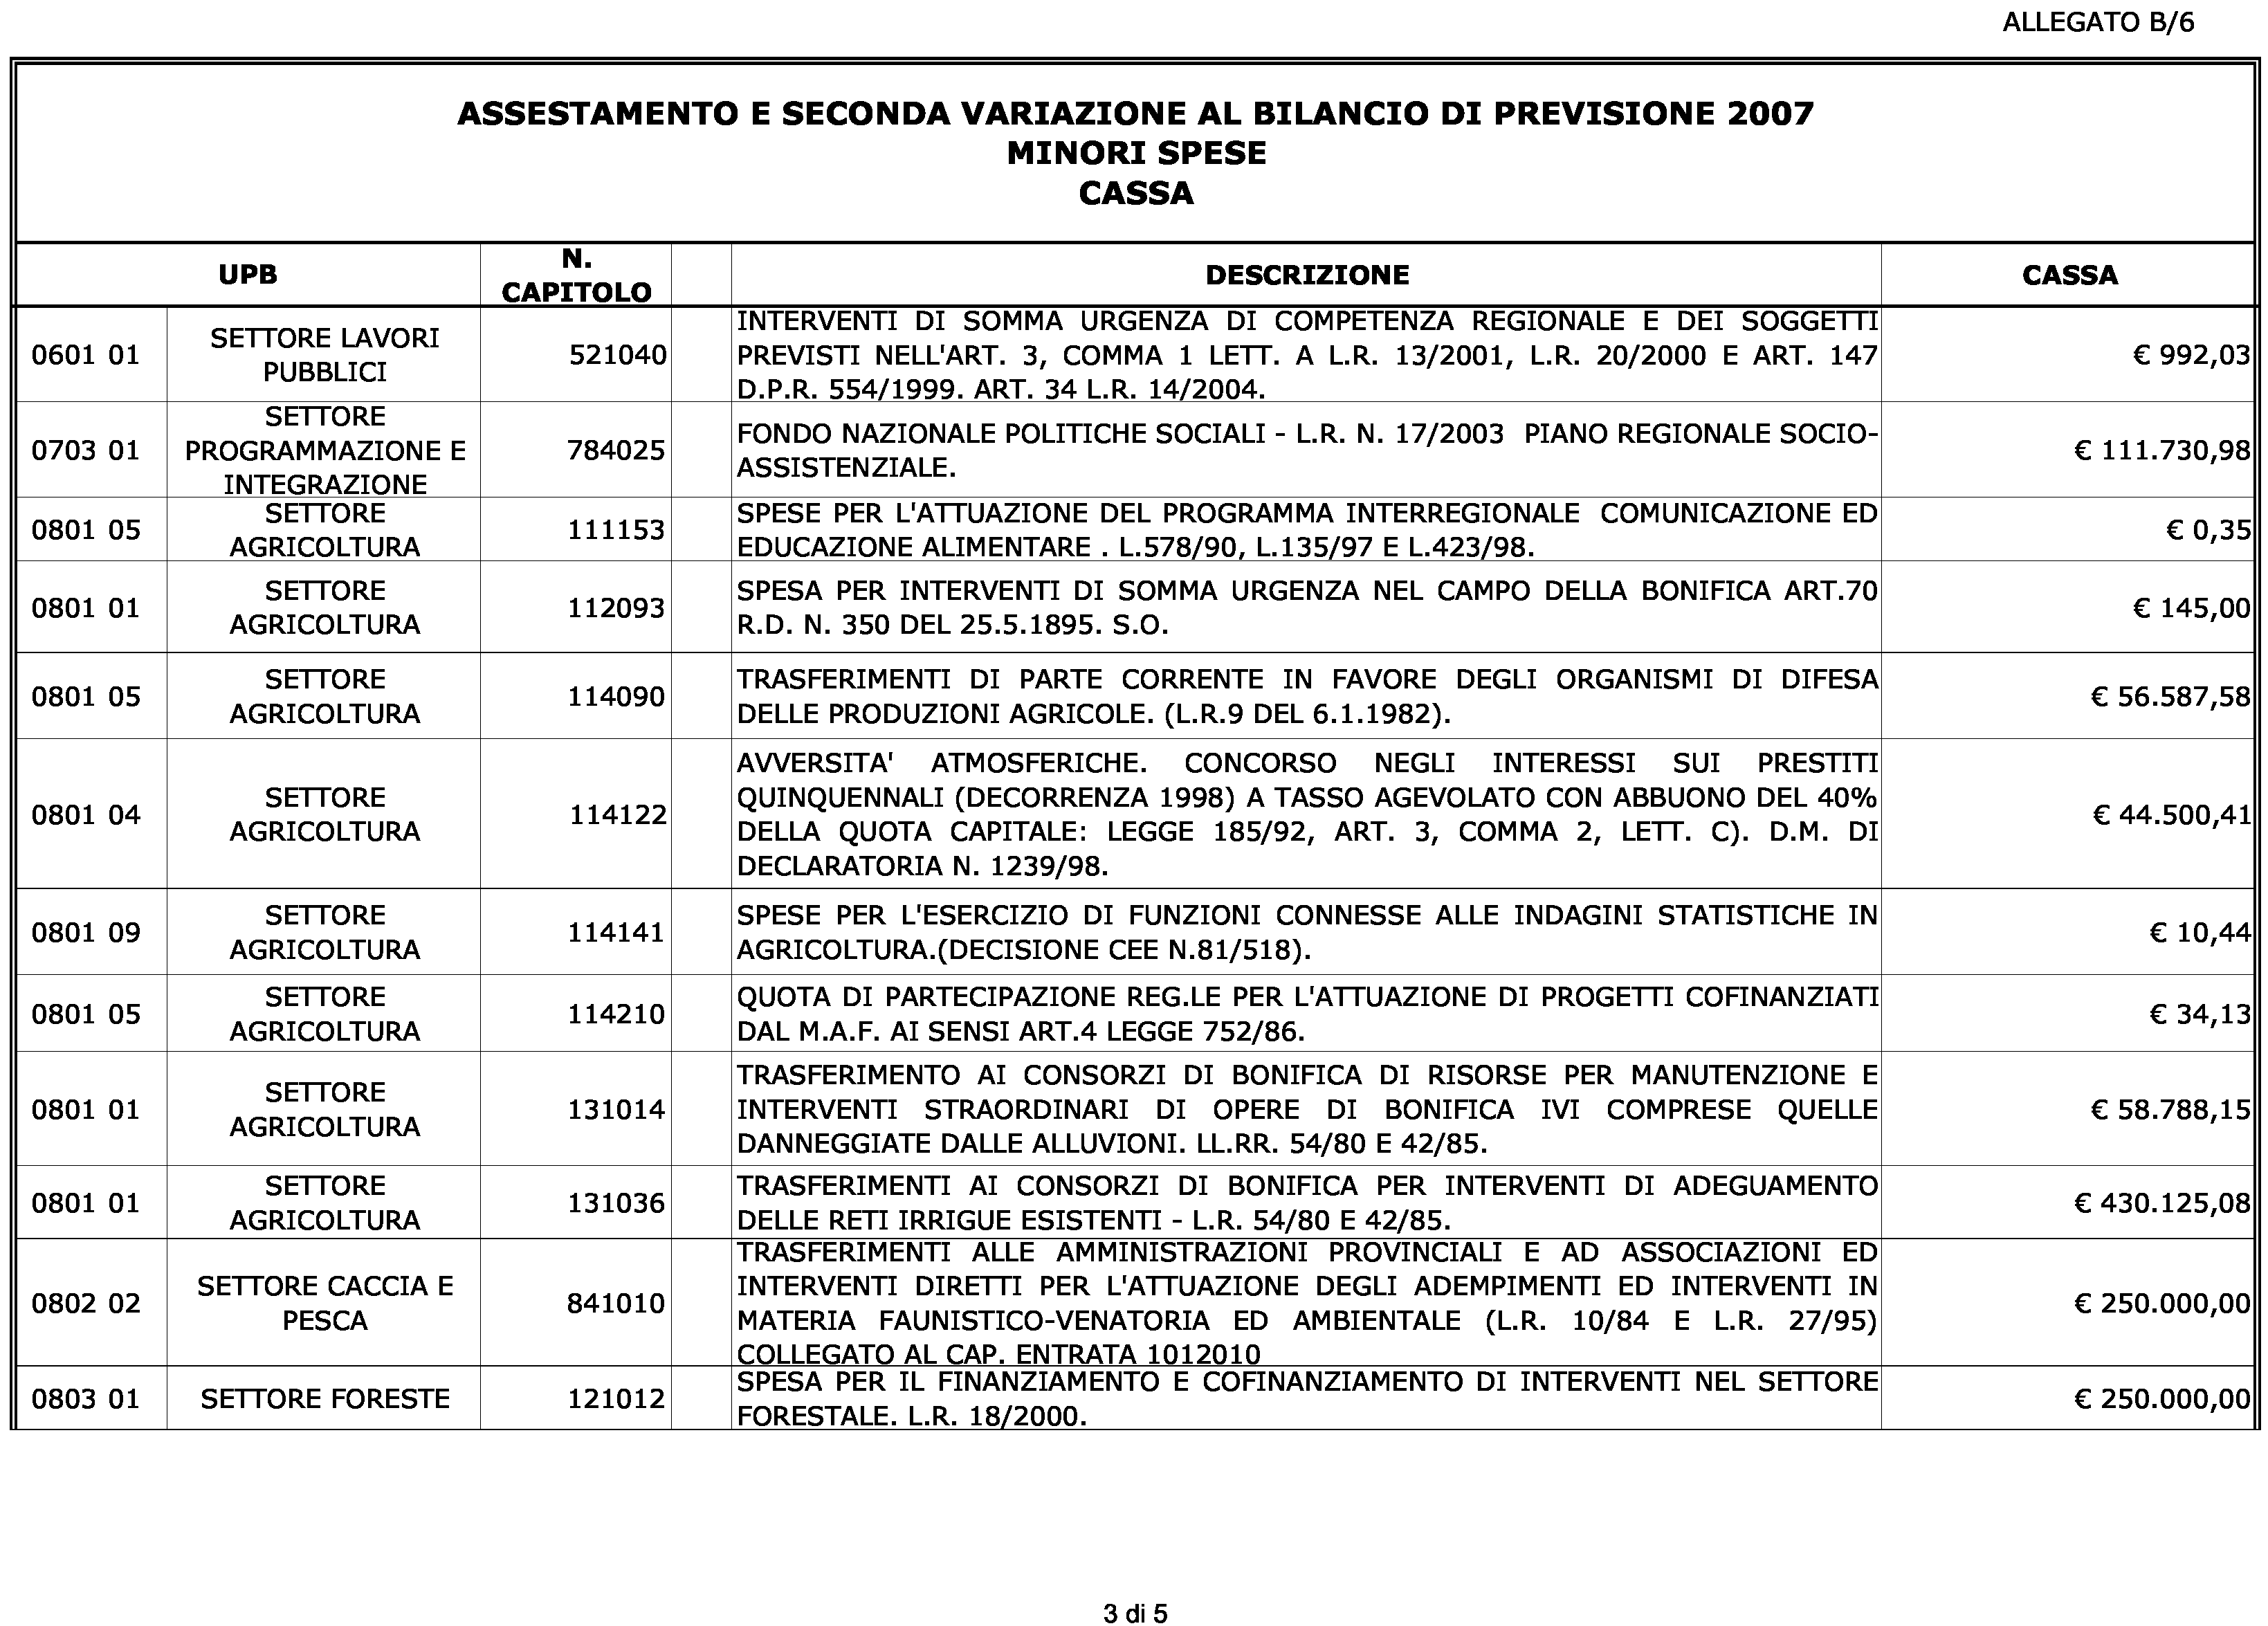 ALLEGATO B/6
ASSESTAMENTO E SECONDA VARIAZIONE AL BILANCIO DI PREVISIONE 2007
MINORI SPESE
CASSA
UPB
N.
CAPITOLO
DESCRIZIONE
CASSA
0601 01
SETTORE LAVORI
PUBBLICI
521040
INTERVENTI DI SOMMA URGENZA DI COMPETENZA REGIONALE E DEI SOGGETTI
PREVISTI NELL'ART. 3, COMMA 1 LETT. A L.R. 13/2001, L.R. 20/2000 E ART. 147
D.P.R. 554/1999. ART. 34 L.R. 14/2004.
€ 992,03
0703 01
SETTORE
PROGRAMMAZIONE E
INTEGRAZIONE
784025
FONDO NAZIONALE POLITICHE SOCIALI - L.R. N. 17/2003 PIANO REGIONALE SOCIO-
ASSISTENZIALE.
€ 111.730,98
0801 05
SETTORE
AGRICOLTURA
111153
SPESE PER L'ATTUAZIONE DEL PROGRAMMA INTERREGIONALE COMUNICAZIONE ED
EDUCAZIONE ALIMENTARE . L.578/90, L.135/97 E L.423/98.
€ 0,35
0801 01
SETTORE
AGRICOLTURA
112093
SPESA PER INTERVENTI DI SOMMA URGENZA NEL CAMPO DELLA BONIFICA ART.70
R.D. N. 350 DEL 25.5.1895. S.O.
€ 145,00
0801 05
SETTORE
AGRICOLTURA
114090
TRASFERIMENTI DI PARTE CORRENTE IN FAVORE DEGLI ORGANISMI DI DIFESA
DELLE PRODUZIONI AGRICOLE. (L.R.9 DEL 6.1.1982).
€ 56.587,58
0801 04
SETTORE
AGRICOLTURA
114122
AVVERSITA' ATMOSFERICHE. CONCORSO NEGLI INTERESSI SUI PRESTITI
QUINQUENNALI (DECORRENZA 1998) A TASSO AGEVOLATO CON ABBUONO DEL 40%
DELLA QUOTA CAPITALE: LEGGE 185/92, ART. 3, COMMA 2, LETT. C). D.M. DI
DECLARATORIA N. 1239/98.
€ 44.500,41
0801 09
SETTORE
AGRICOLTURA
114141
SPESE PER L'ESERCIZIO DI FUNZIONI CONNESSE ALLE INDAGINI STATISTICHE IN
AGRICOLTURA.(DECISIONE CEE N.81/518).
€ 10,44
0801 05
SETTORE
AGRICOLTURA
114210
QUOTA DI PARTECIPAZIONE REG.LE PER L'ATTUAZIONE DI PROGETTI COFINANZIATI
DAL M.A.F. AI SENSI ART.4 LEGGE 752/86.
€ 34,13
0801 01
SETTORE
AGRICOLTURA
131014
TRASFERIMENTO AI CONSORZI DI BONIFICA DI RISORSE PER MANUTENZIONE E
INTERVENTI STRAORDINARI DI OPERE DI BONIFICA IVI COMPRESE QUELLE
DANNEGGIATE DALLE ALLUVIONI. LL.RR. 54/80 E 42/85.
€ 58.788,15
0801 01
SETTORE
AGRICOLTURA
131036
TRASFERIMENTI AI CONSORZI DI BONIFICA PER INTERVENTI DI ADEGUAMENTO
DELLE RETI IRRIGUE ESISTENTI - L.R. 54/80 E 42/85.
€ 430.125,08
0802 02
SETTORE CACCIA E
PESCA
841010
TRASFERIMENTI ALLE AMMINISTRAZIONI PROVINCIALI E AD ASSOCIAZIONI ED
INTERVENTI DIRETTI PER L'ATTUAZIONE DEGLI ADEMPIMENTI ED INTERVENTI IN
MATERIA FAUNISTICO-VENATORIA ED AMBIENTALE (L.R. 10/84 E L.R. 27/95)
COLLEGATO AL CAP. ENTRATA 1012010
€ 250.000,00
0803 01
SETTORE FORESTE
121012
SPESA PER IL FINANZIAMENTO E COFINANZIAMENTO DI INTERVENTI NEL SETTORE
FORESTALE. L.R. 18/2000.
€ 250.000,00
3 di 5